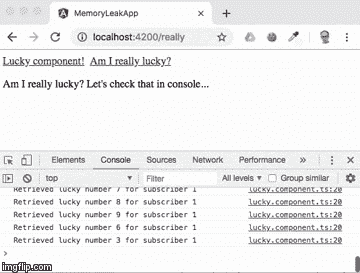 MemoryLeakApp
localhost:4200/really
Lucky component! Am I really lucky?
Am I really lucky? Let's check that in console...
Elements Console Sources Network Performance »
top Filter All levels ▾ Group similar
Retrieved lucky number 7 for subscriber 1 lucky.component.ts:20
Retrieved lucky number 8 for subscriber 1 lucky.component.ts:20
Retrieved lucky number 9 for subscriber 1 lucky.component.ts:20
Retrieved lucky number 6 for subscriber 1 lucky.component.ts:20
Retrieved lucky number 3 for subscriber 1 lucky.component.ts:20
>
imgflip.com